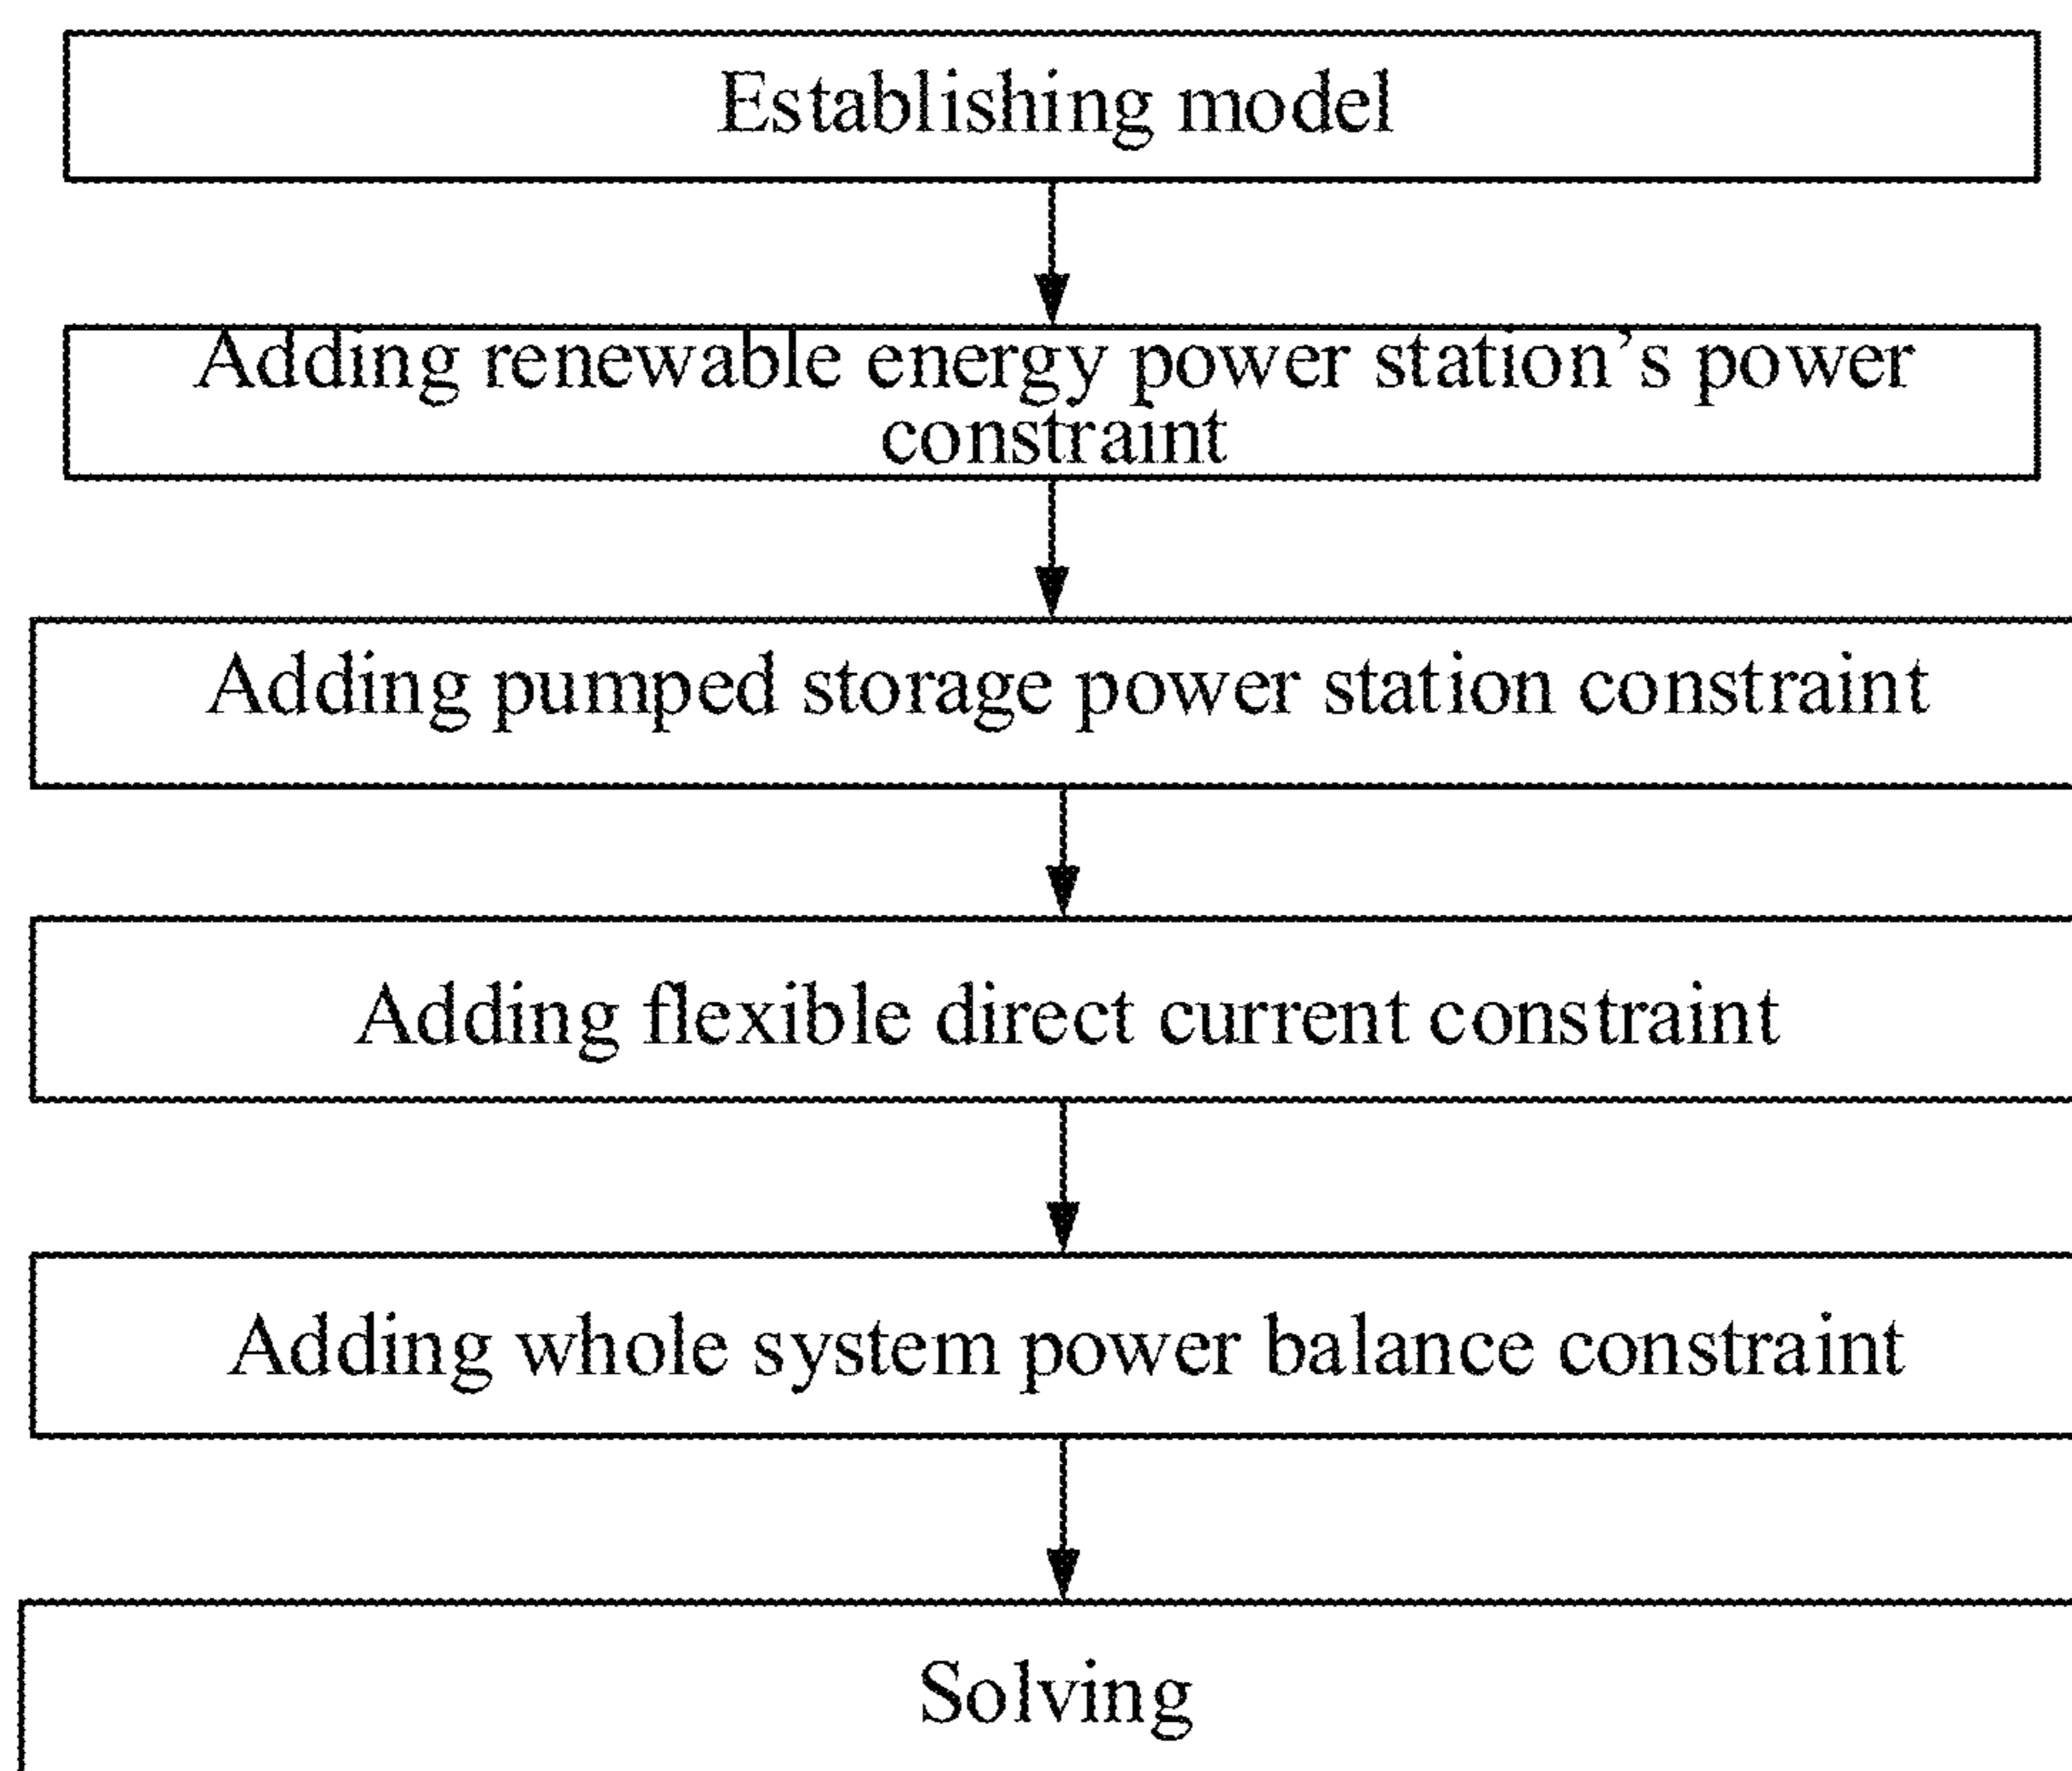 Establishing model
Adding renewable energy power station’s power
constraint
Adding pumped storage power station constraint
Adding flexible direct current constraint
Adding whole system power balance constraint
Solving